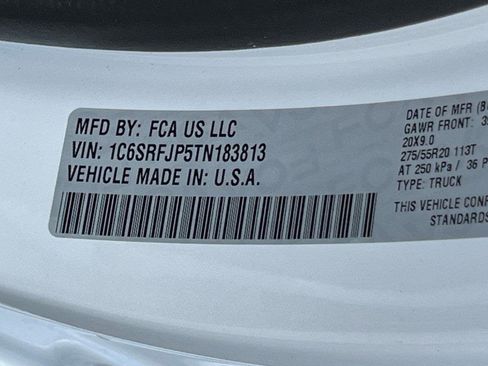 MFD BY: FCA US LLC
VIN: 1C6SRFJP5TN183813
VEHICLE MADE IN: U.S.A.
DATE OF MFR
GAWR FRONT:
20X9.0
275/55R20 113T
AT 250 kPa / 36
TYPE: TRUCK
THIS VEHICLE
STANDARDS